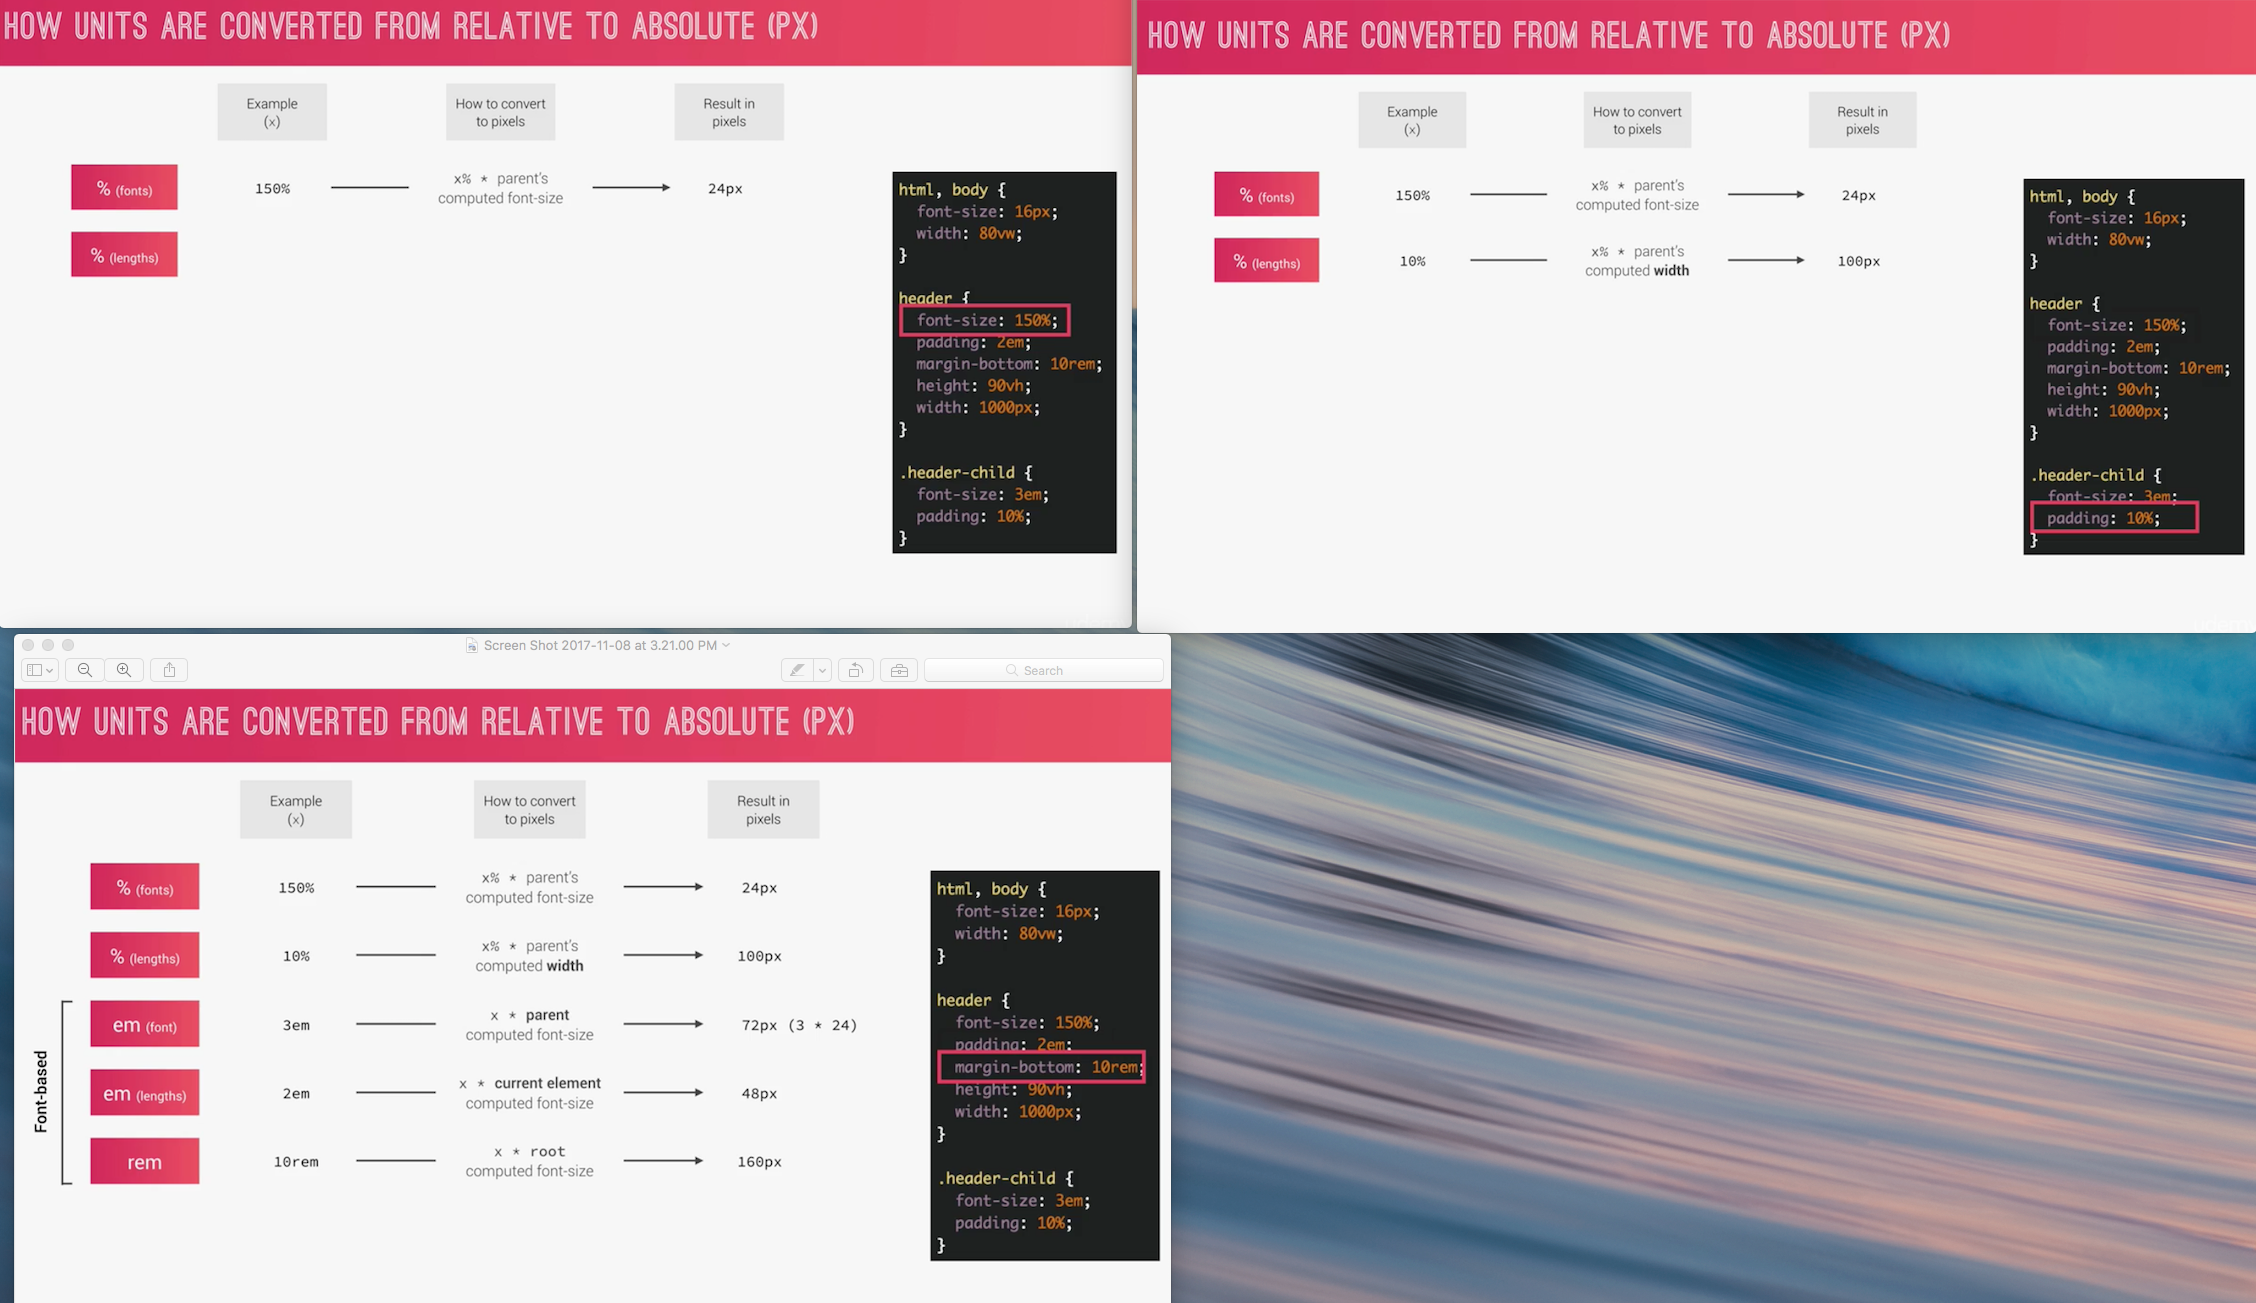 HOW UNITS ARE CONVERTED FROM RELATIVE TO ABSOLUTE (PX)
Example
(x)
How to convert
to pixels
Result in
pixels
% (fonts)
150%
x% * parent's
computed font-size
24px
% (lengths)
html, body {
font-size: 16px;
width: 80vw;
}
header {
font-size: 150%;
padding: 2em;
margin-bottom: 10rem;
height: 90vh;
width: 1000px;
}
.header-child {
font-size: 3em;
padding: 10%;
}
HOW UNITS ARE CONVERTED FROM RELATIVE TO ABSOLUTE (PX)
Example
(x)
How to convert
to pixels
Result in
pixels
% (fonts)
150%
x% * parent's
computed font-size
24px
% (lengths)
10%
x% * parent's
computed width
100px
html, body {
font-size: 16px;
width: 80vw;
}
header {
font-size: 150%;
padding: 2em;
margin-bottom: 10rem;
height: 90vh;
width: 1000px;
}
.header-child {
font-size: 3em;
padding: 10%;
}
Screen Shot 2017-11-08 at 3.21.00 PM
Search
HOW UNITS ARE CONVERTED FROM RELATIVE TO ABSOLUTE (PX)
Example
(x)
How to convert
to pixels
Result in
pixels
% (fonts)
150%
x% * parent's
computed font-size
24px
% (lengths)
10%
x% * parent's
computed width
100px
Font-based
em (font)
3em
x * parent
computed font-size
72px (3 * 24)
em (lengths)
2em
x * current element
computed font-size
48px
rem
10rem
x * root
computed font-size
160px
html, body {
font-size: 16px;
width: 80vw;
}
header {
font-size: 150%;
padding: 2em;
margin-bottom: 10rem;
height: 90vh;
width: 1000px;
}
.header-child {
font-size: 3em;
padding: 10%;
}